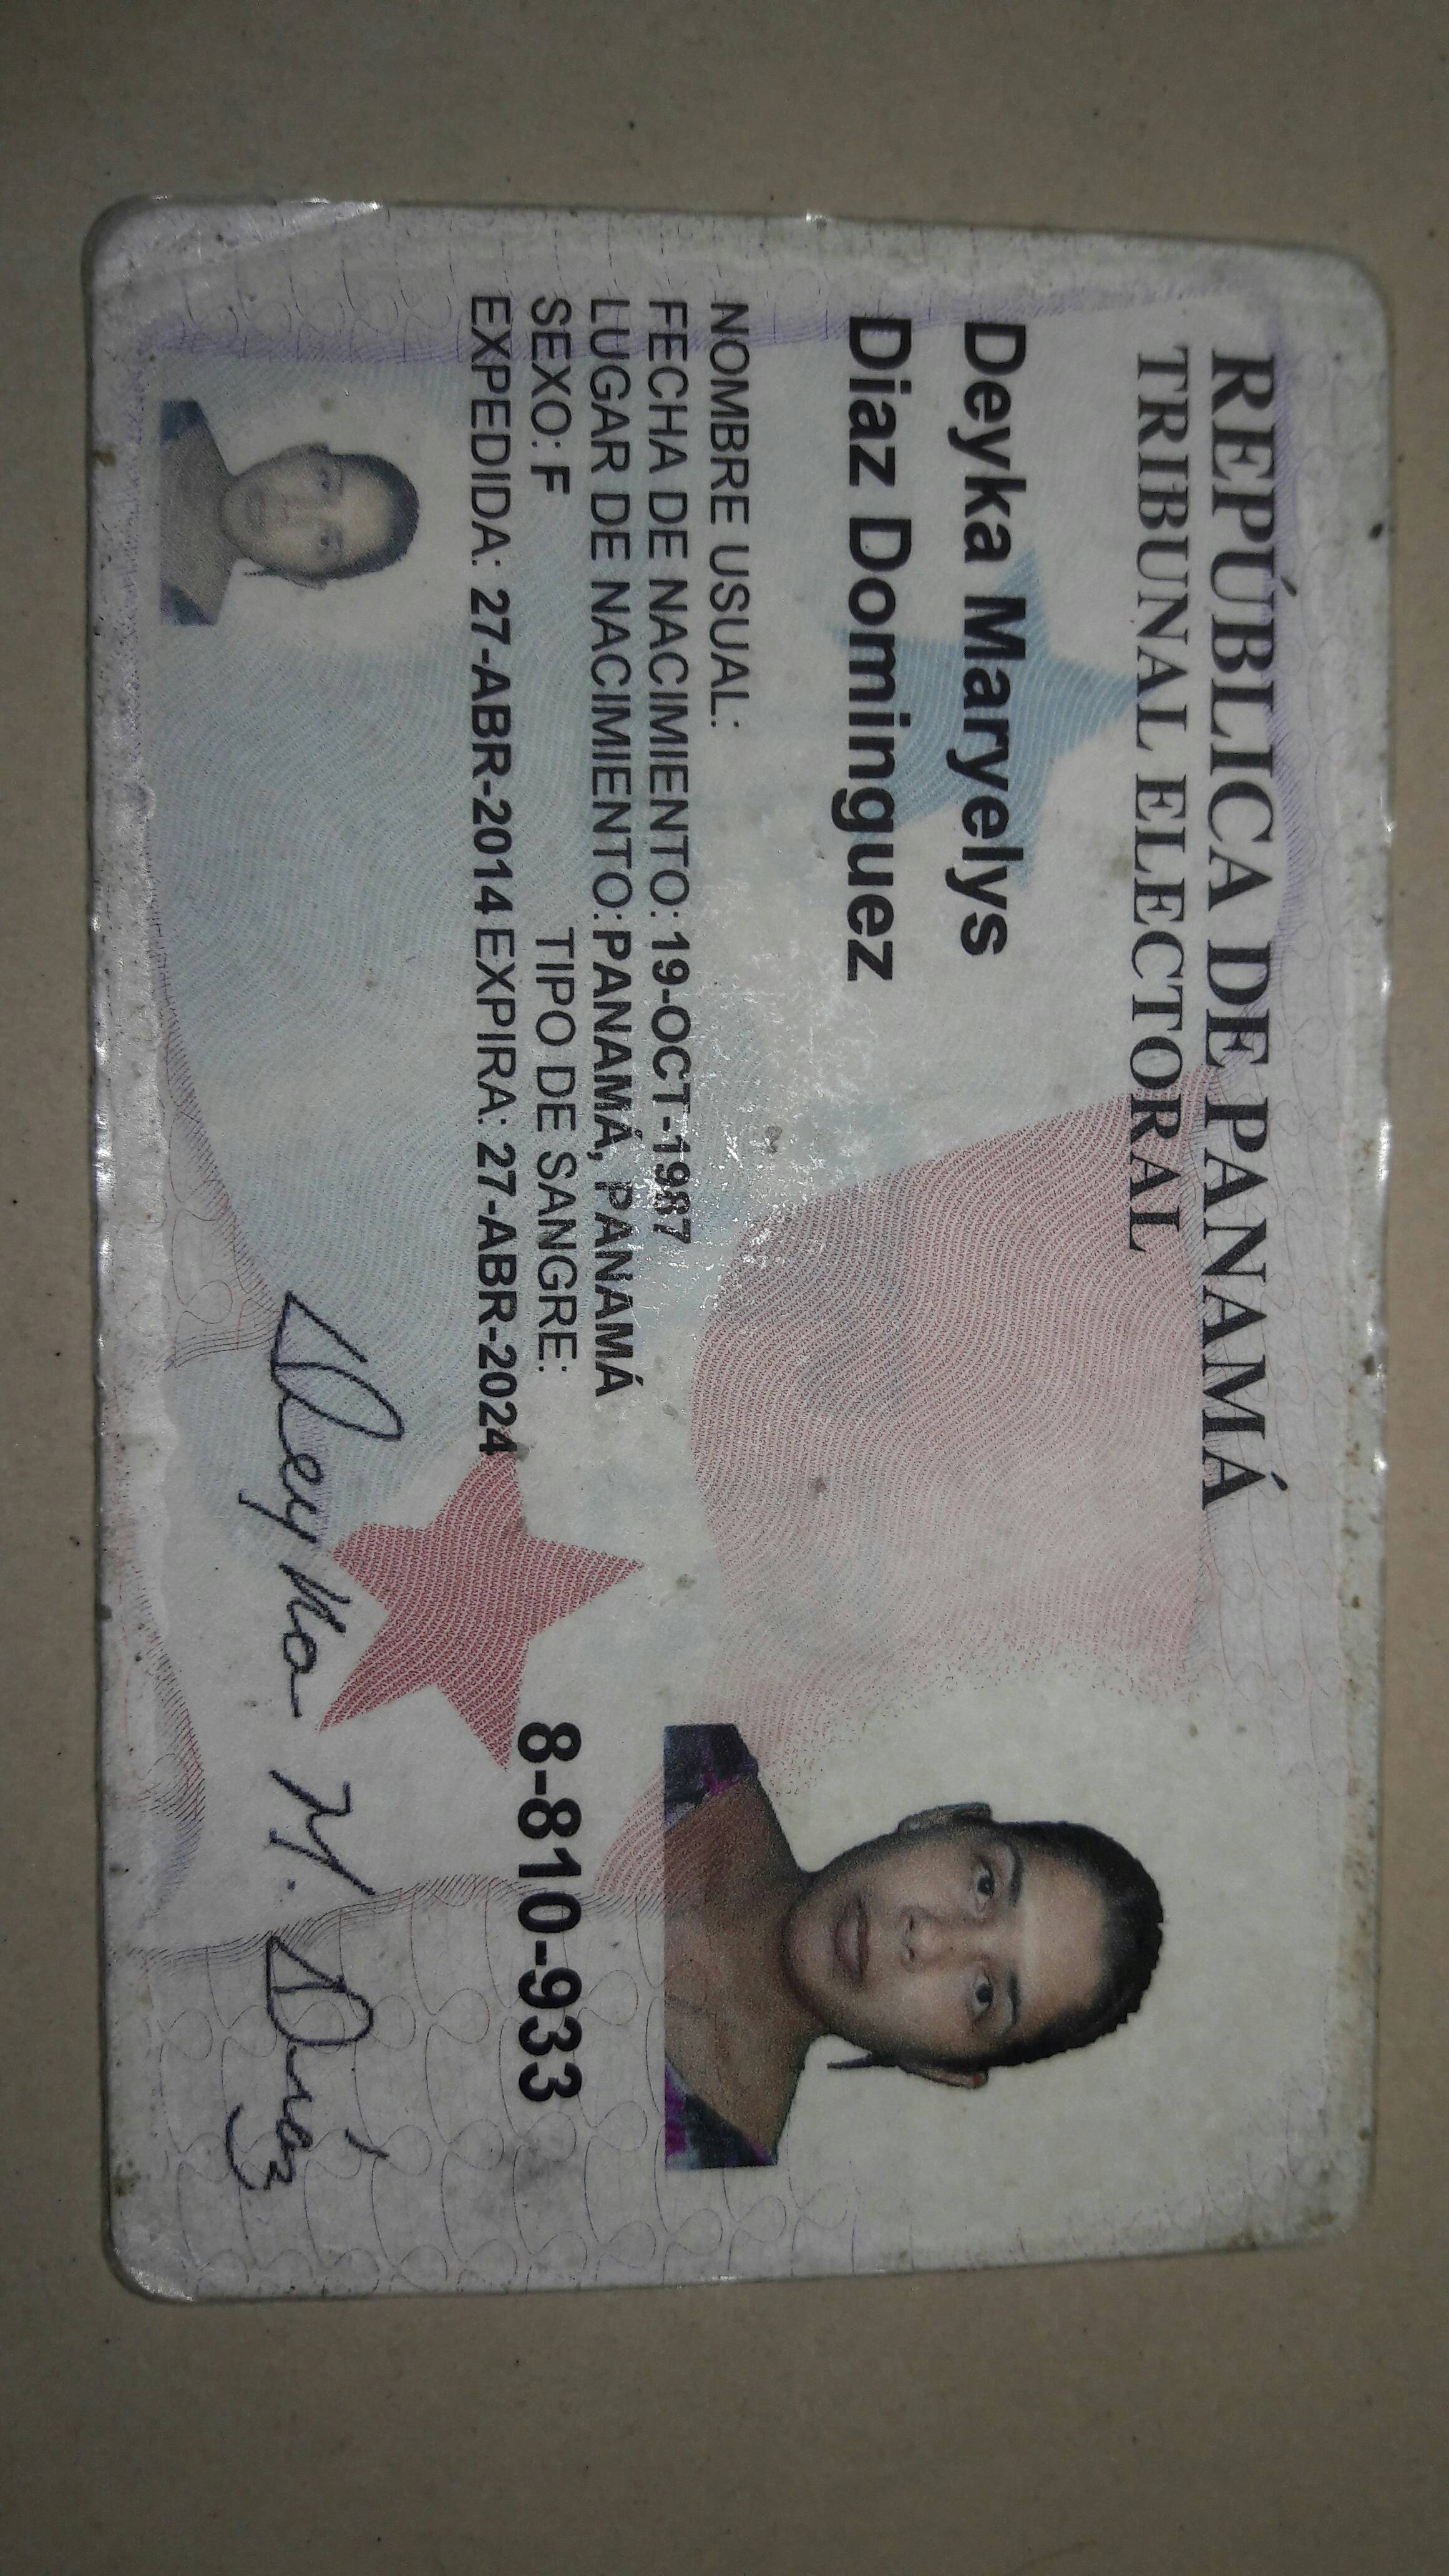 REPÚBLICA DE PANAMÁ
TRIBUNAL ELECTORAL
Deyka Maryelys
Diaz Dominguez
NOMBRE USUAL:
FECHA DE NACIMIENTO: 19-OCT-1987
LUGAR DE NACIMIENTO: PANAMÁ, PANAMÁ
SEXO: F TIPO DE SANGRE:
EXPEDIDA: 27-ABR-2014 EXPIRA: 27-ABR-2024
8-810-933
Deyka M. Díaz